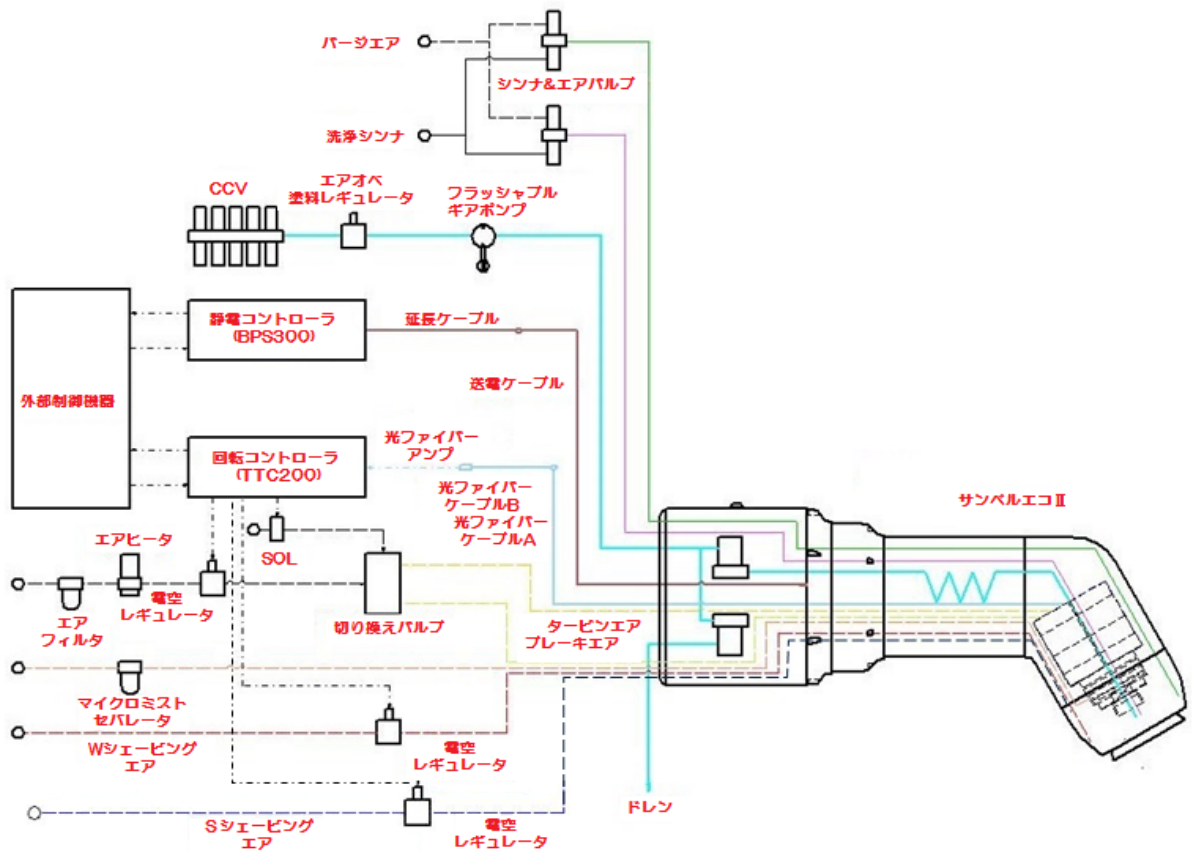 パージエア
シンナ&エアバルブ
洗浄シンナ
CCV
エアオペ
塗料レギュレータ
フラッシャブル
ギアポンプ
静電コントローラ
(BPS300)
延長ケーブル
送電ケーブル
外部制御機器
回転コントローラ
(TTC200)
光ファイバー
アンプ
光ファイバー
ケーブルB
光ファイバー
ケーブルA
サンベルエコⅡ
エアヒータ
SOL
エア
フィルタ
電空
レギュレータ
切り換えバルブ
タービンエア
ブレーキエア
マイクロミスト
セパレータ
Wシェービング
エア
電空
レギュレータ
Sシェービング
エア
電空
レギュレータ
ドレン